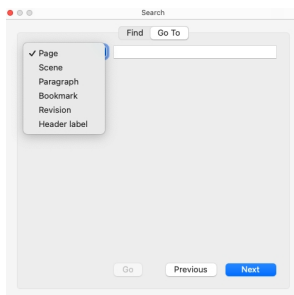 Search
Find Go To
✓ Page
Scene
Paragraph
Bookmark
Revision
Header label
Go Previous Next